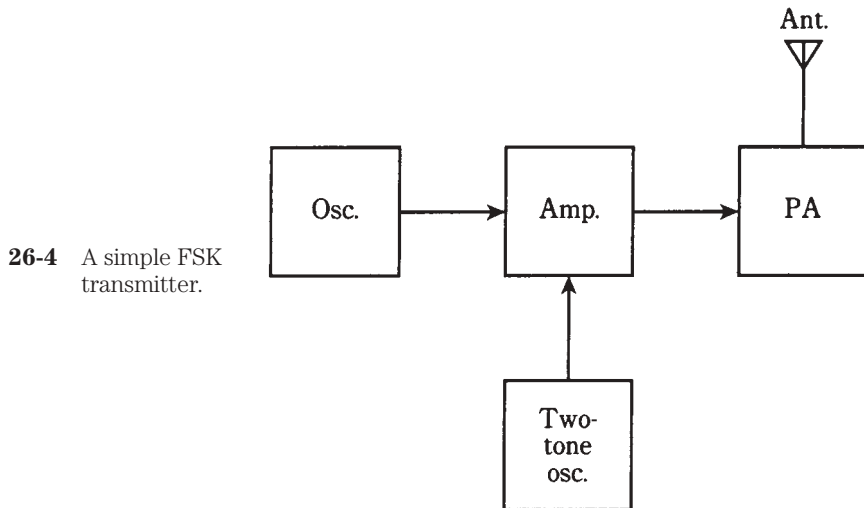 Ant.
Osc.
Amp.
PA
26-4 A simple FSK
transmitter.
Two-
tone
osc.